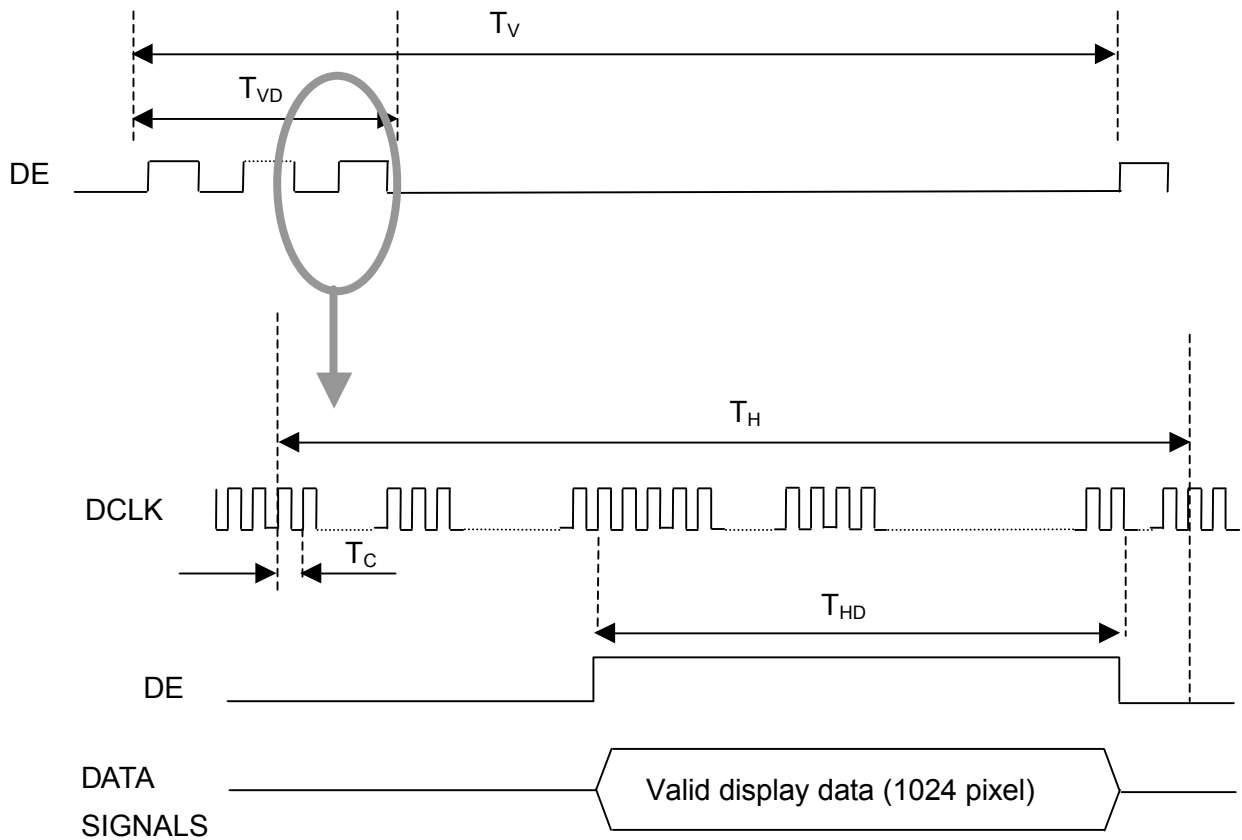 TV
TVD
DE
TH
DCLK
TC
THD
DE
DATA
SIGNALS
Valid display data (1024 pixel)